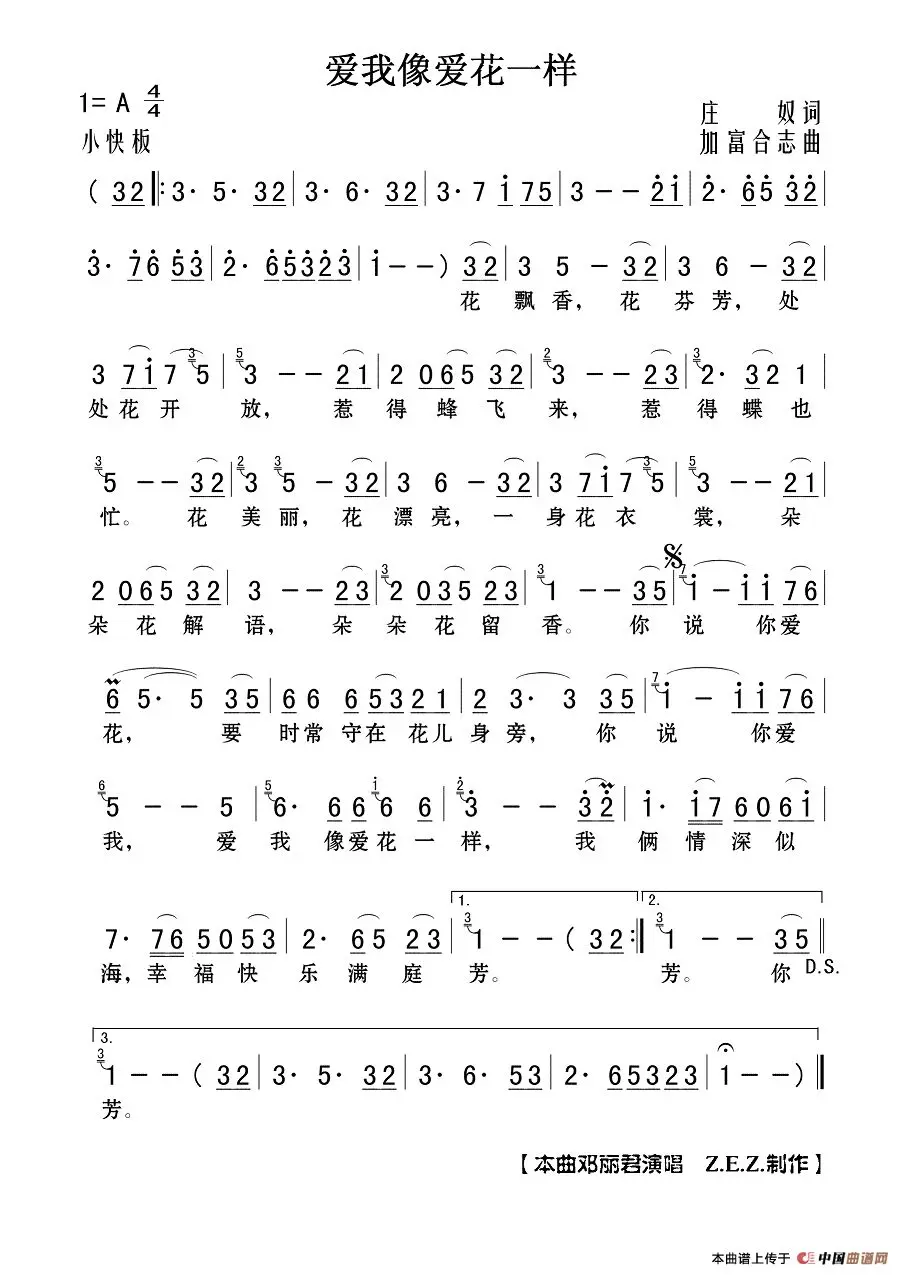 爱我像爱花一样
1= A 4/4
庄 奴 词
小快板
加富合志 曲
( 32 ‖: 3· 5· 32 | 3· 6· 32 | 3· 7 i 75 | 3 - - 2i | 2· 65 32 |
3· 76 53 | 2· 65323 | i - - ) 32 | 3 5 - 32 | 3 6 - 32 |
花 飘 香, 花 芬 芳, 处
3 7i 7 5 | 3 - - 21 | 2 065 32 | 3 - - 23 | 2· 32 1 |
处 花 开 放, 惹 得 蜂 飞 来, 惹 得 蝶 也
5 - - 32 | 3 5 - 32 | 3 6 - 32 | 3 7i 7 5 | 3 - - 21 |
忙。 花 美 丽, 花 漂 亮, 一 身 花 衣 裳, 朵
2 065 32 | 3 - - 23 | 2 035 23 | 1 - - 35 | i - ii 76 |
朵 花 解 语, 朵 朵 花 留 香。 你 说 你爱
6 5· 5 35 | 66 65321 | 2 3· 3 35 | i - ii 76 |
花, 要 时常 守在 花儿 身 旁, 你 说 你爱
5 - - 5 | 6· 66 6 6 | 3 - - 32 | i· i7 606i |
我, 爱 我 像爱花 一 样, 我 俩 情 深 似
7· 76 5053 | 2· 65 23 | 1. 1 - - ( 32 :‖ 2. 1 - - 35 ‖
海, 幸 福 快 乐 满 庭 芳。 芳。 你
D.S.
3.
1 - - ( 32 | 3· 5· 32 | 3· 6· 53 | 2· 65323 | 1 - - ) ‖
芳。
【本曲邓丽君演唱 Z.E.Z.制作】
本曲谱上传于 中国曲谱网